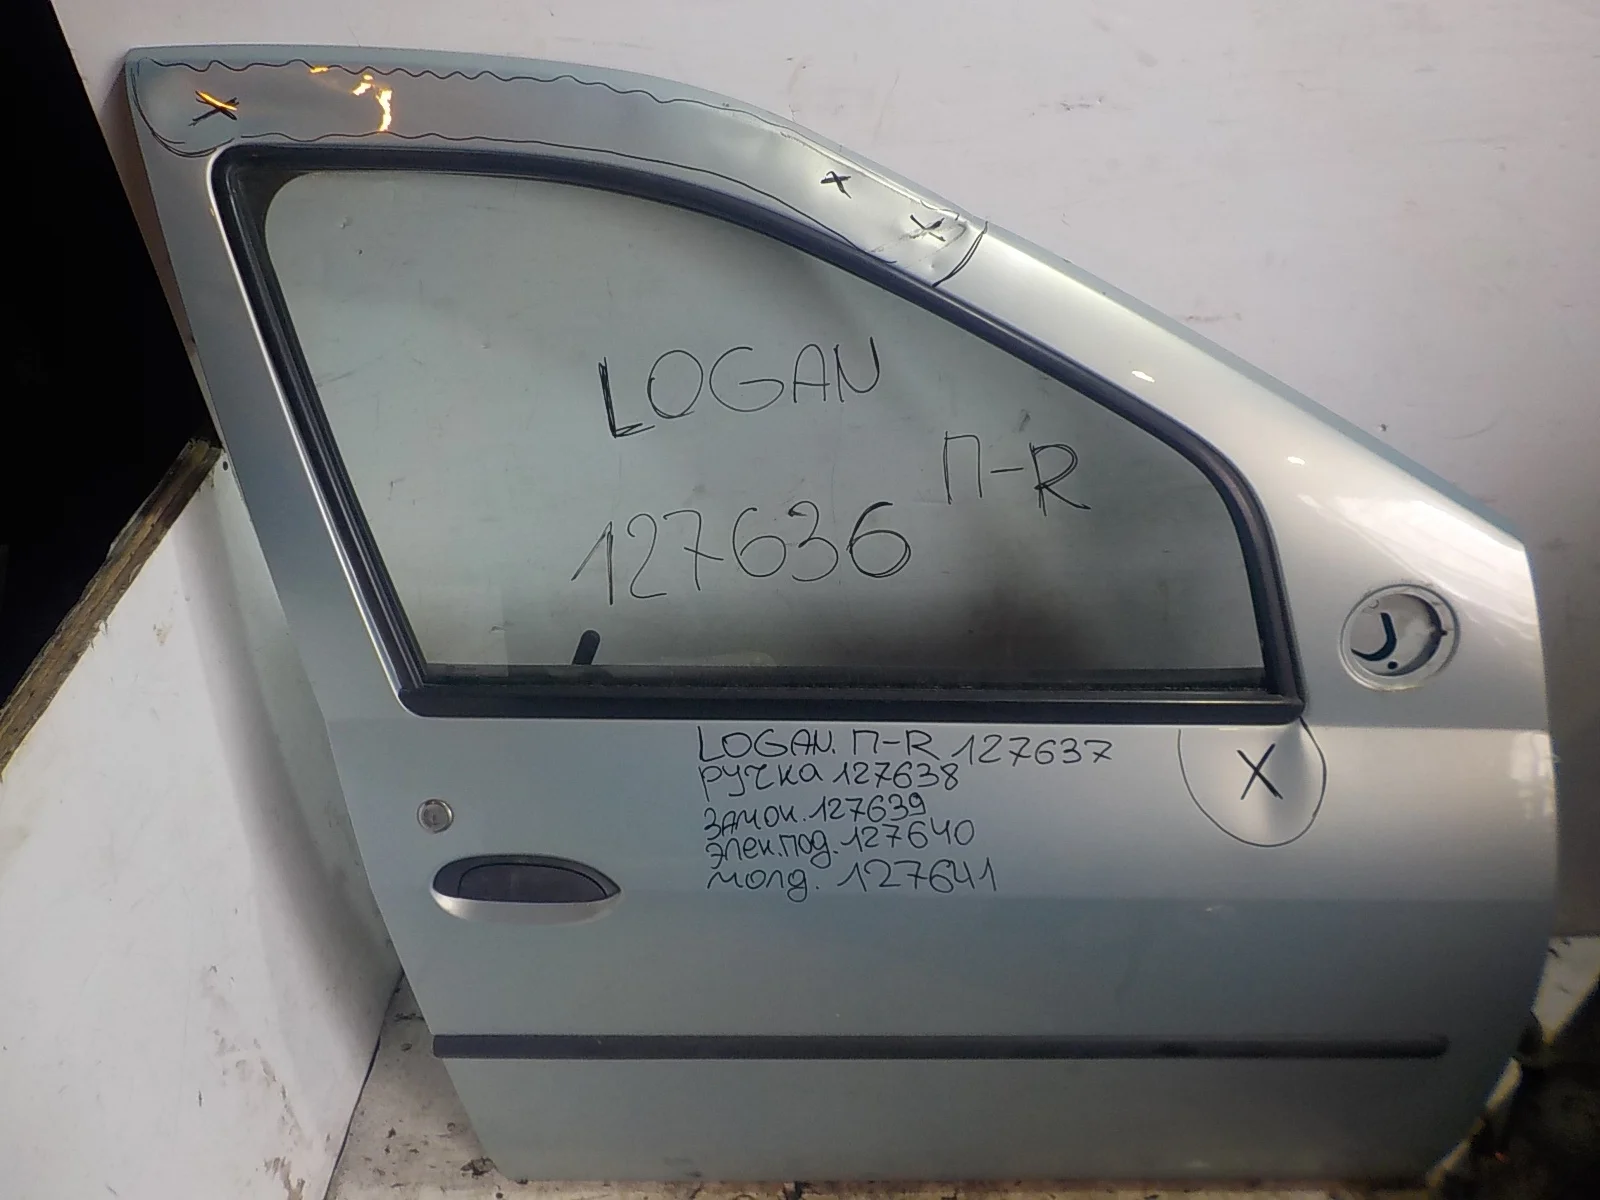 LOGAN
П-R
127636
LOGAN. П-R 127637
ручка 127638
замок. 127639
элек.под. 127640
молд. 127641